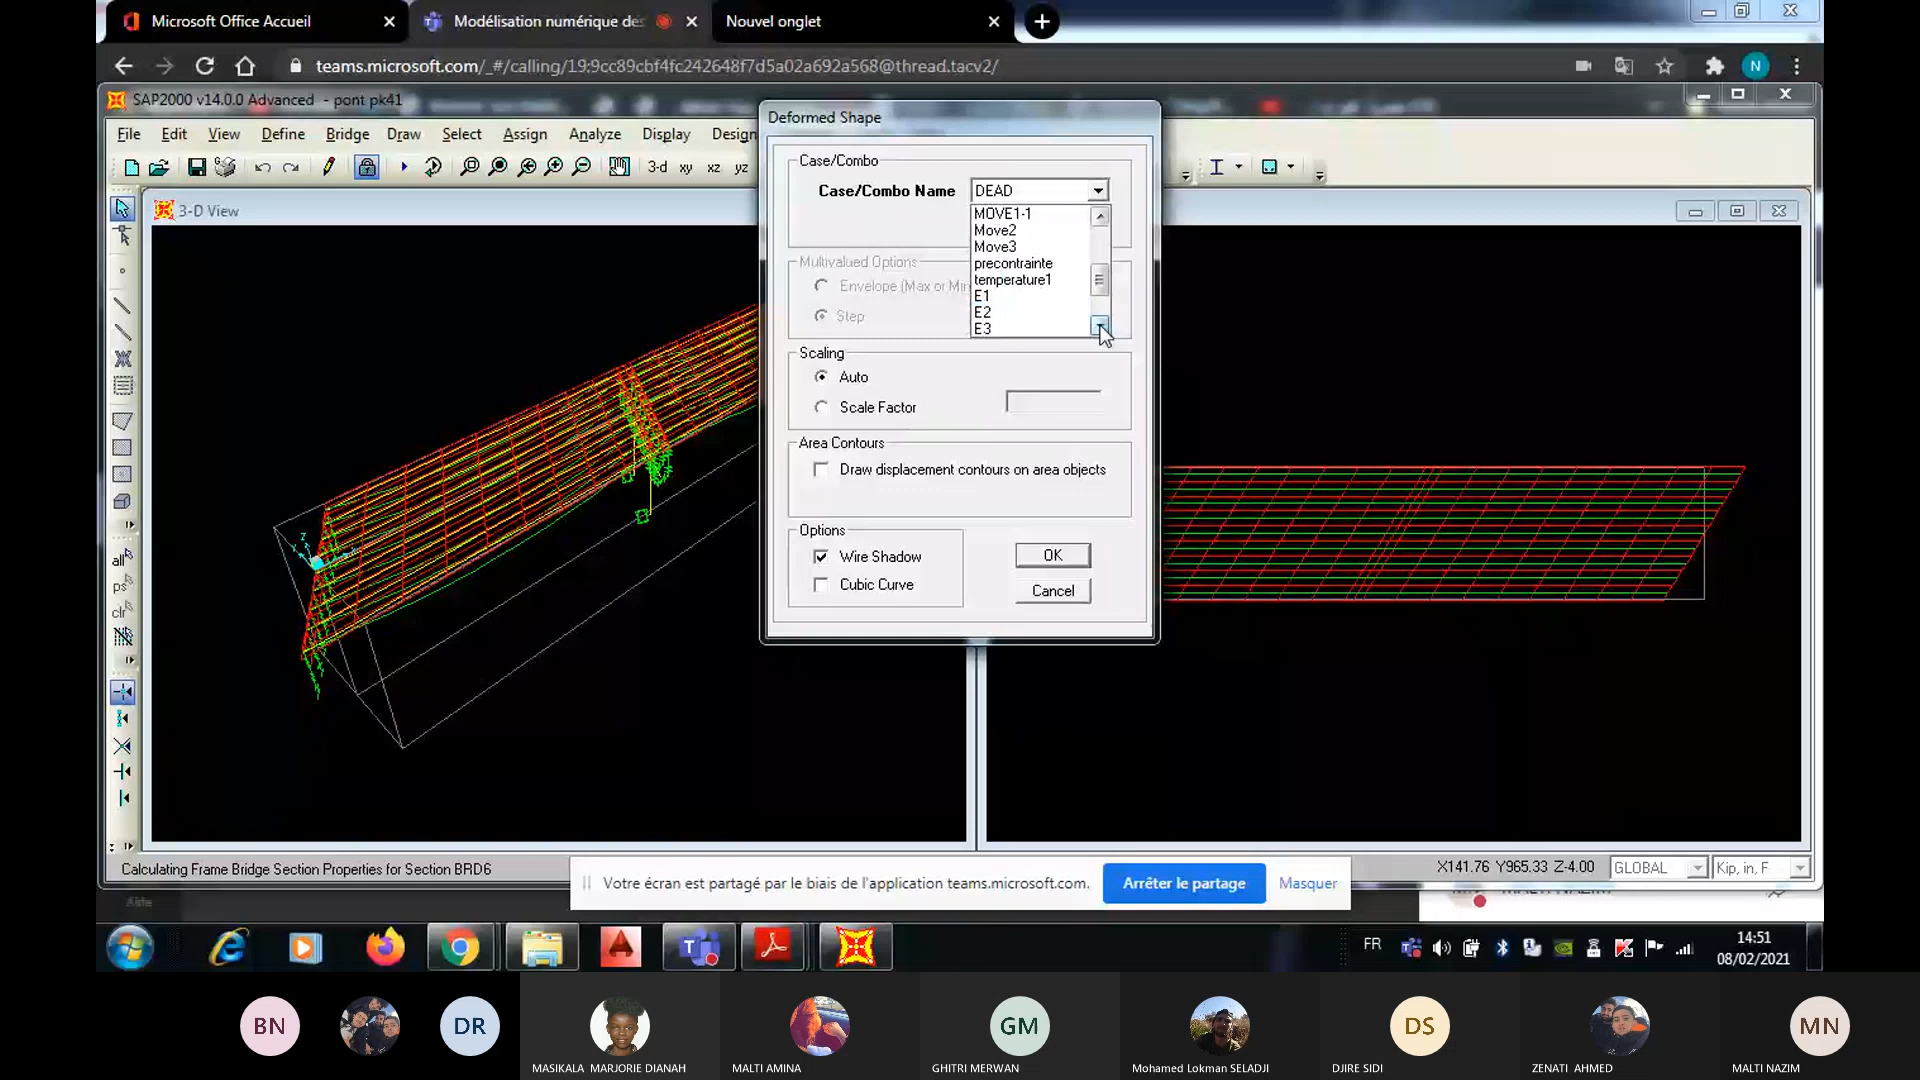 Microsoft Office Accueil
Modélisation numérique des
Nouvel onglet
teams.microsoft.com/_#/calling/19:9cc89cbf4fc242648f7d5a02a692a568@thread.tacv2/
N
SAP2000 v14.0.0 Advanced - pont pk41
File Edit View Define Bridge Draw Select Assign Analyze Display Design
3-d xy xz yz
3-D View
Deformed Shape
Case/Combo
Case/Combo Name DEAD
MOVE1-1
Move2
Move3
precontrainte
temperature1
E1
E2
E3
Multivalued Options
Envelope (Max or Min
Step
Scaling
Auto
Scale Factor
Area Contours
Draw displacement contours on area objects
Options
Wire Shadow
Cubic Curve
OK
Cancel
all
ps
clr
Z
Calculating Frame Bridge Section Properties for Section BRD6
X141.76 Y965.33 Z-4.00
GLOBAL
Kip, in, F
Votre écran est partagé par le biais de l'application teams.microsoft.com.
Arrêter le partage
Masquer
MALTI NAZIM
FR
14:51
08/02/2021
BN
DR
MASIKALA MARJORIE DIANAH
MALTI AMINA
GM
GHITRI MERWAN
Mohamed Lokman SELADJI
DS
DJIRE SIDI
ZENATI AHMED
MN
MALTI NAZIM